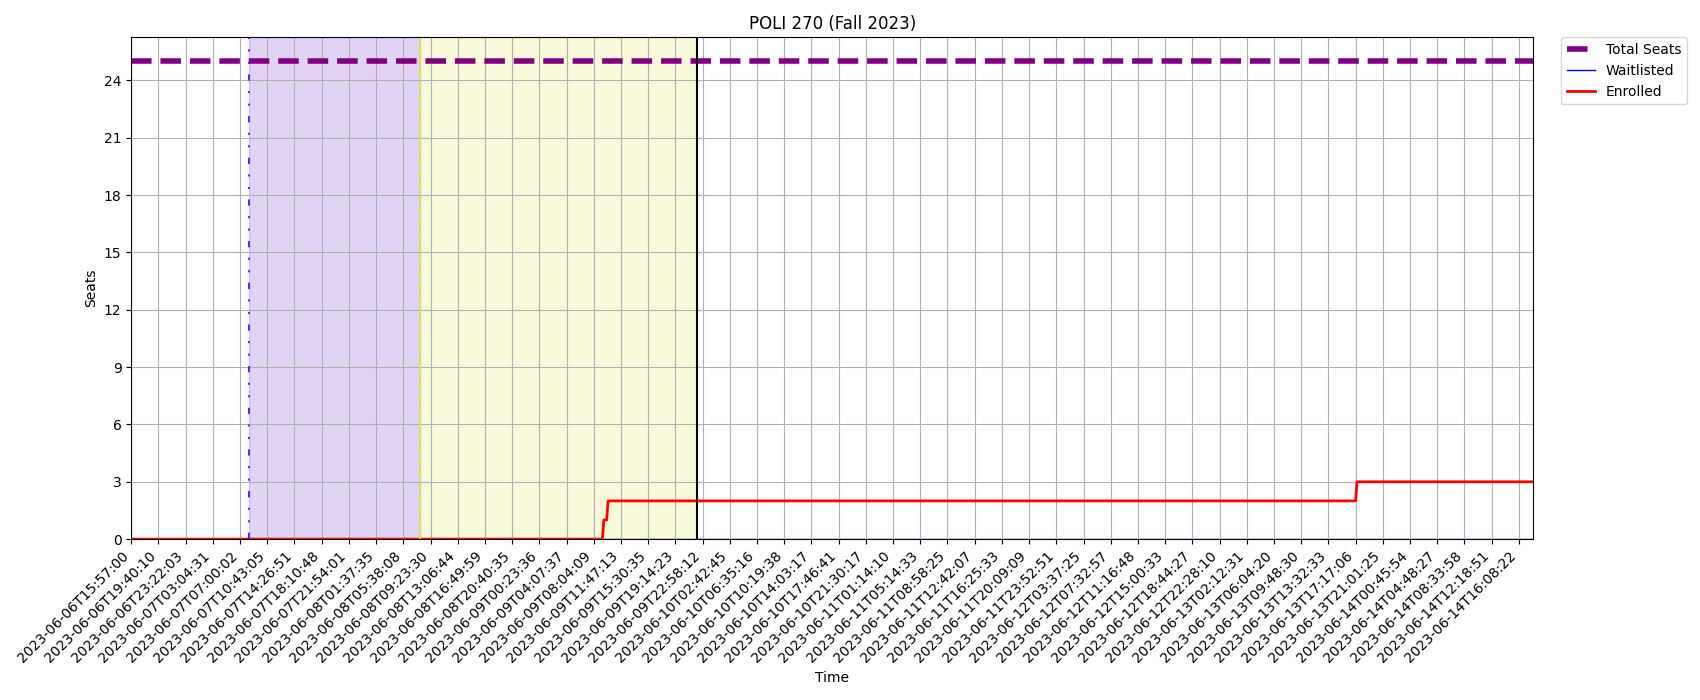 POLI 270 (Fall 2023)
Total Seats
Waitlisted
Enrolled
Seats
24
21
18
15
12
9
6
3
0
2023-06-06T15:57:00
2023-06-06T19:40:10
2023-06-06T23:22:03
2023-06-07T03:04:31
2023-06-07T07:00:02
2023-06-07T10:43:05
2023-06-07T14:26:51
2023-06-07T18:10:48
2023-06-07T21:54:01
2023-06-08T01:37:35
2023-06-08T05:38:08
2023-06-08T09:23:30
2023-06-08T13:06:44
2023-06-08T16:49:59
2023-06-08T20:40:35
2023-06-09T00:23:36
2023-06-09T04:07:37
2023-06-09T08:04:09
2023-06-09T11:47:13
2023-06-09T15:30:35
2023-06-09T19:14:23
2023-06-09T22:58:12
2023-06-10T02:42:45
2023-06-10T06:35:16
2023-06-10T10:19:38
2023-06-10T14:03:17
2023-06-10T17:46:41
2023-06-10T21:30:17
2023-06-11T01:14:10
2023-06-11T05:14:33
2023-06-11T08:58:25
2023-06-11T12:42:07
2023-06-11T16:25:33
2023-06-11T20:09:09
2023-06-11T23:52:51
2023-06-12T03:37:25
2023-06-12T07:32:57
2023-06-12T11:16:48
2023-06-12T15:00:33
2023-06-12T18:44:27
2023-06-12T22:28:10
2023-06-13T02:12:31
2023-06-13T06:04:20
2023-06-13T09:48:30
2023-06-13T13:32:33
2023-06-13T17:17:06
2023-06-13T21:01:25
2023-06-14T00:45:54
2023-06-14T04:48:27
2023-06-14T08:33:58
2023-06-14T12:18:51
2023-06-14T16:08:22
Time